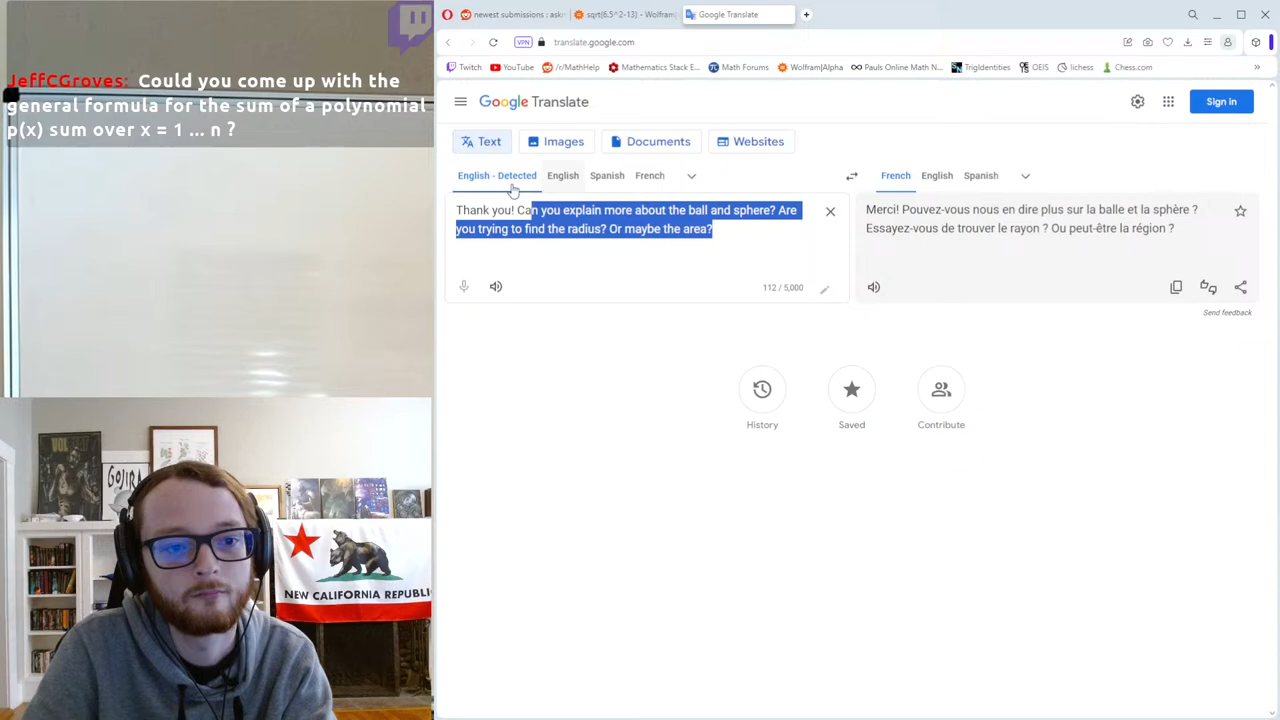 JeffCGroves: Could you come up with the
general formula for the sum of a polynomial
p(x) sum over x = 1 ... n ?
newest submissions : ask
sqrt(6.5^2-13) - Wolfram
Google Translate
VPN
translate.google.com
Twitch
YouTube
/r/MathHelp
Mathematics Stack E...
Math Forums
Wolfram|Alpha
Pauls Online Math N...
TrigIdentities
OEIS
lichess
Chess.com
»
Google Translate
Sign in
Text
Images
Documents
Websites
English - Detected
English
Spanish
French
French
English
Spanish
Thank you! Can you explain more about the ball and sphere? Are
you trying to find the radius? Or maybe the area?
112 / 5,000
Merci! Pouvez-vous nous en dire plus sur la balle et la sphère ?
Essayez-vous de trouver le rayon ? Ou peut-être la région ?
Send feedback
History
Saved
Contribute
VOL
GOJIRA
NEW CALIFORNIA REPUBLI